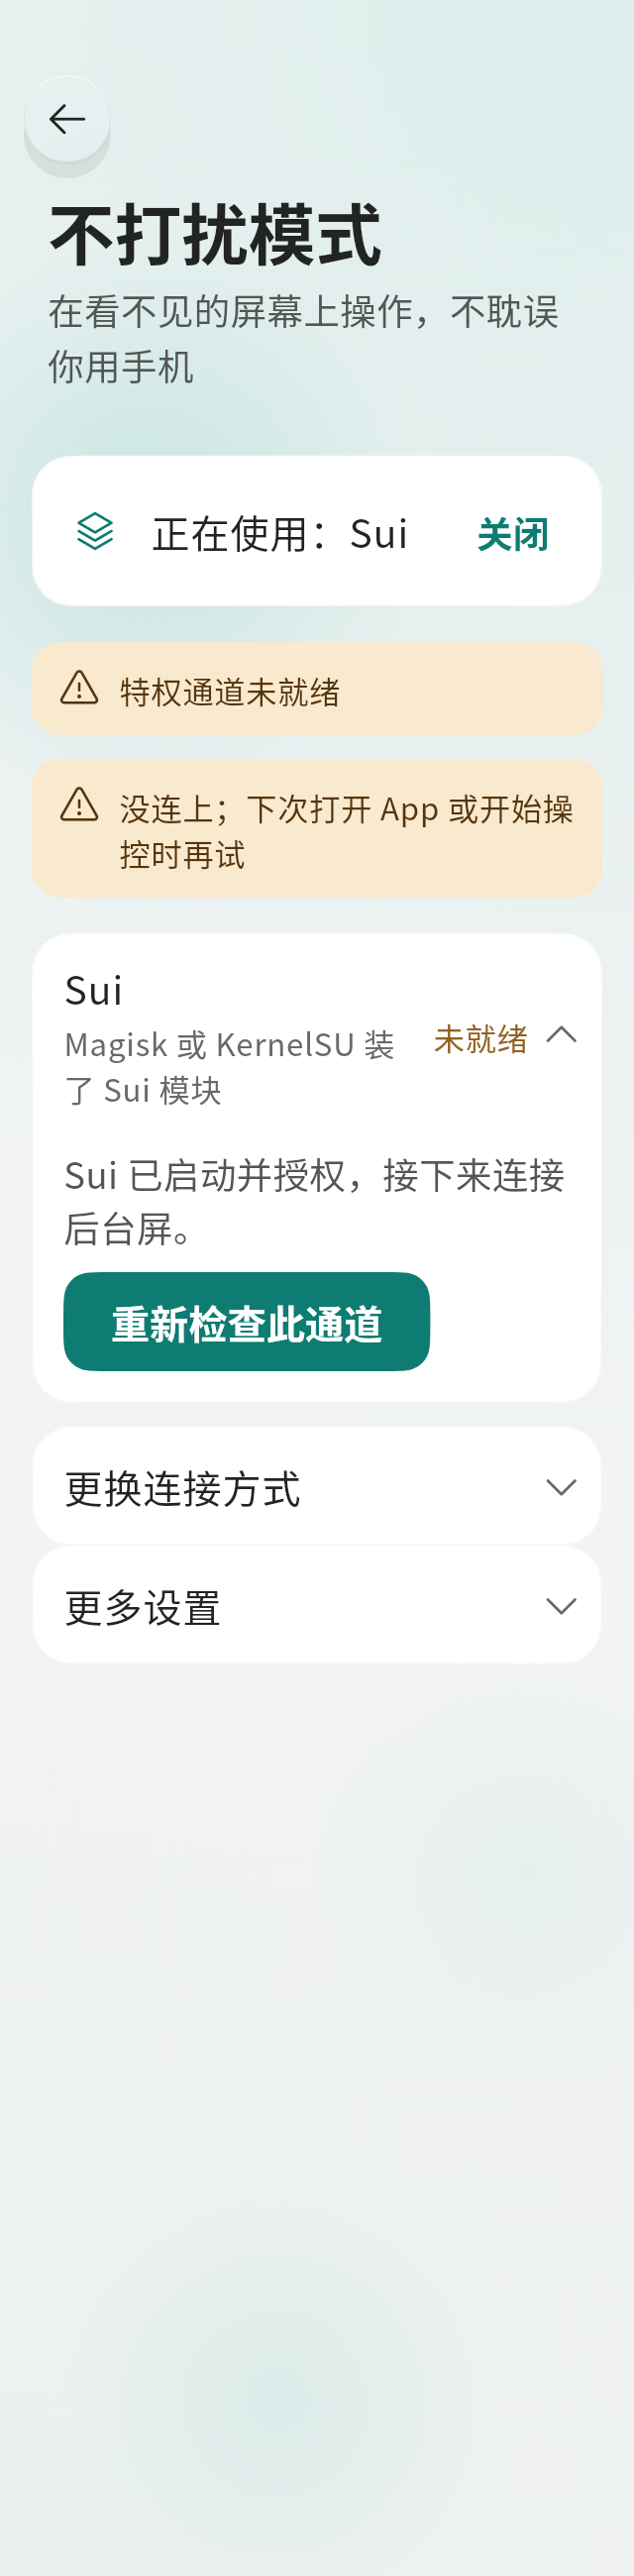 不打扰模式
在看不见的屏幕上操作，不耽误
你用手机
正在使用：Sui
关闭
特权通道未就绪
没连上；下次打开 App 或开始操
控时再试
Sui
Magisk 或 KernelSU 装
了 Sui 模块
未就绪
Sui 已启动并授权，接下来连接
后台屏。
重新检查此通道
更换连接方式
更多设置